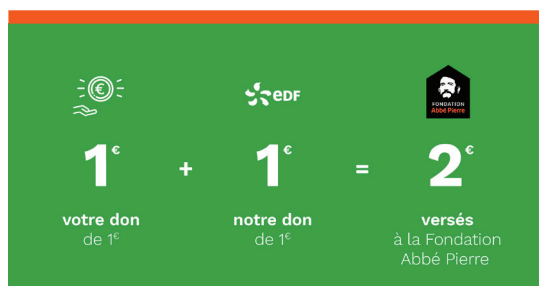 €
eDF
FONDATION
Abbé Pierre
1€ + 1€ = 2€
votre don
de 1€
notre don
de 1€
versés
à la Fondation
Abbé Pierre